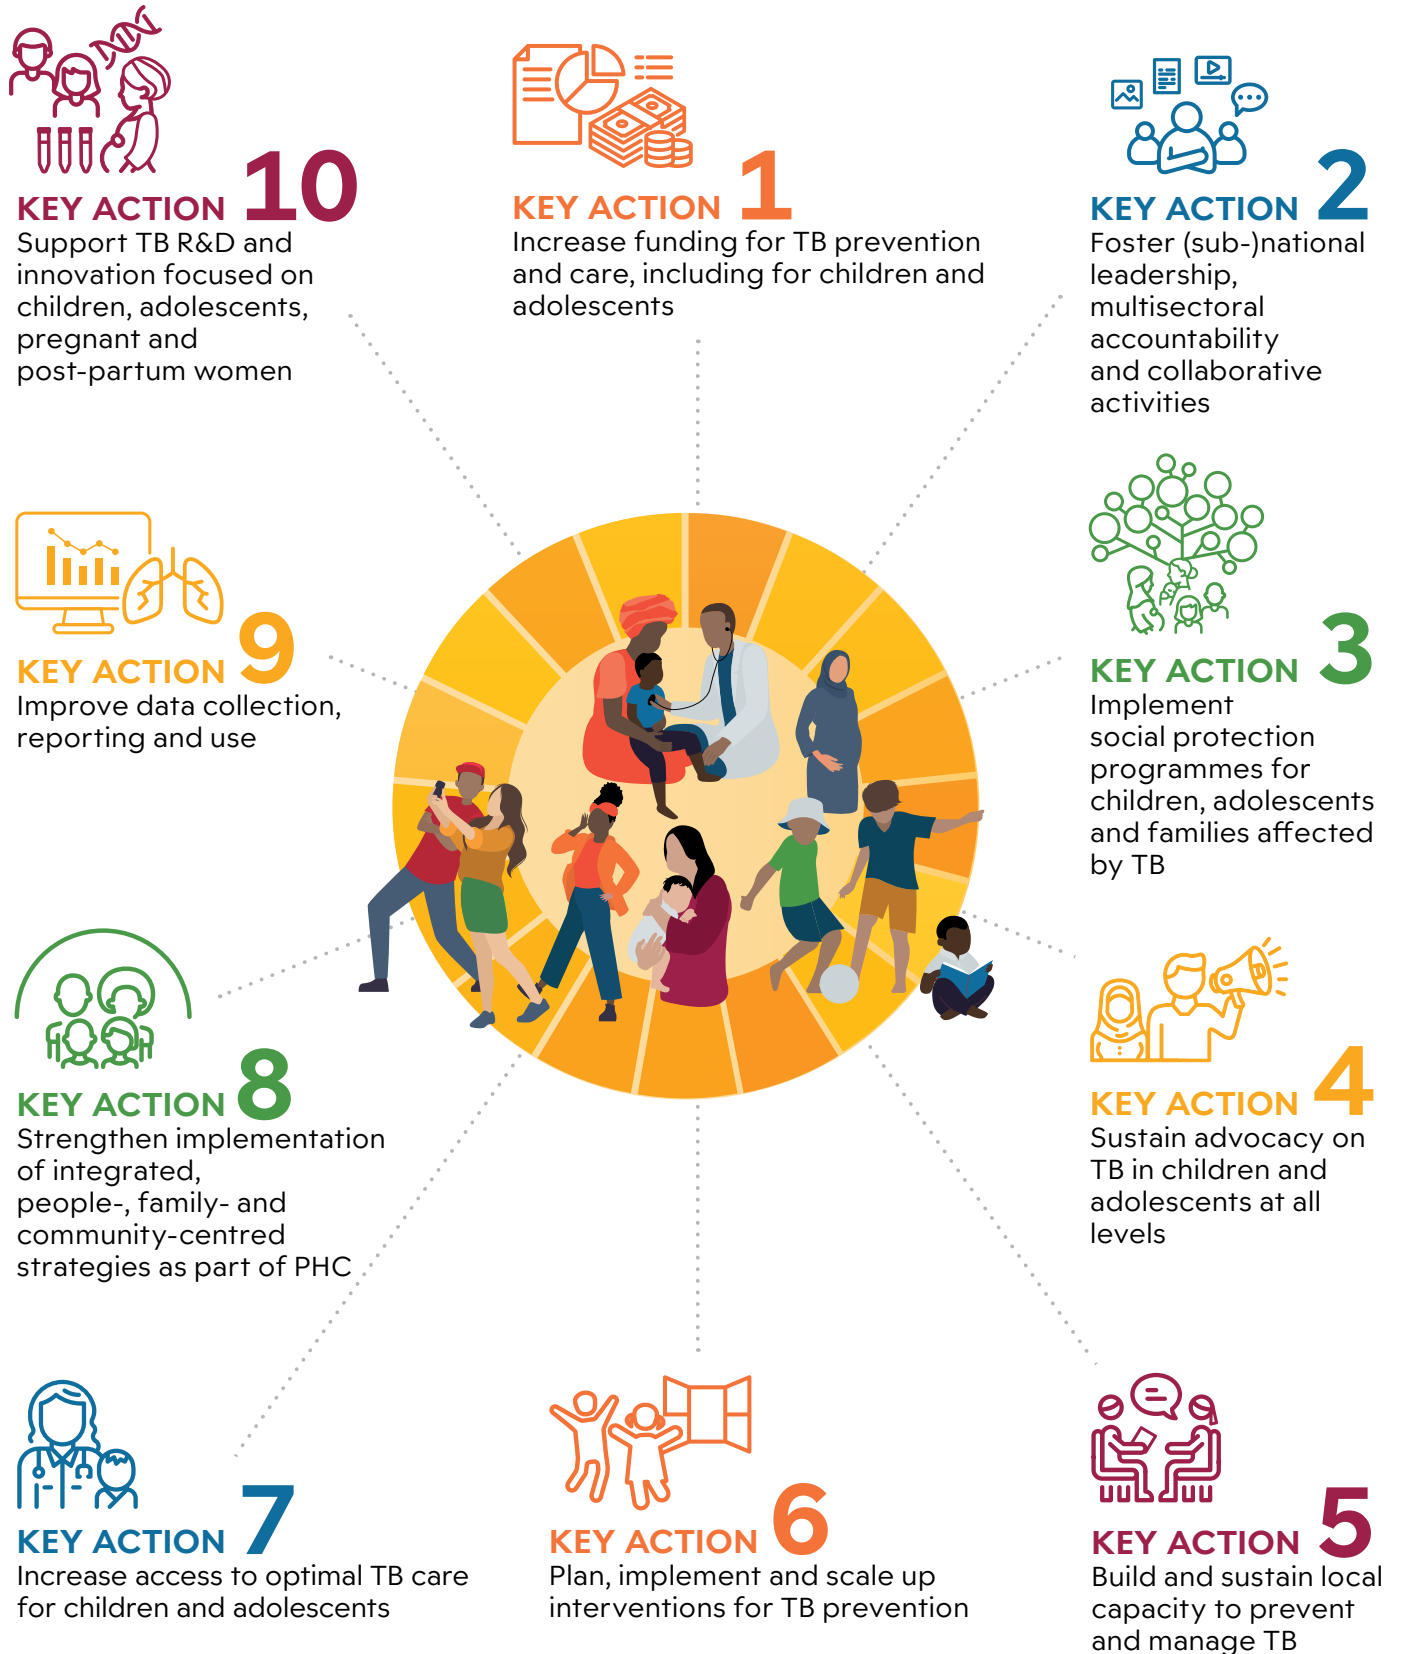 KEY ACTION 1
Increase funding for TB prevention
and care, including for children and
adolescents
KEY ACTION 2
Foster (sub-)national
leadership,
multisectoral
accountability
and collaborative
activities
KEY ACTION 3
Implement
social protection
programmes for
children, adolescents
and families affected
by TB
KEY ACTION 4
Sustain advocacy on
TB in children and
adolescents at all
levels
KEY ACTION 5
Build and sustain local
capacity to prevent
and manage TB
KEY ACTION 6
Plan, implement and scale up
interventions for TB prevention
KEY ACTION 7
Increase access to optimal TB care
for children and adolescents
KEY ACTION 8
Strengthen implementation
of integrated,
people-, family- and
community-centred
strategies as part of PHC
KEY ACTION 9
Improve data collection,
reporting and use
KEY ACTION 10
Support TB R&D and
innovation focused on
children, adolescents,
pregnant and
post-partum women